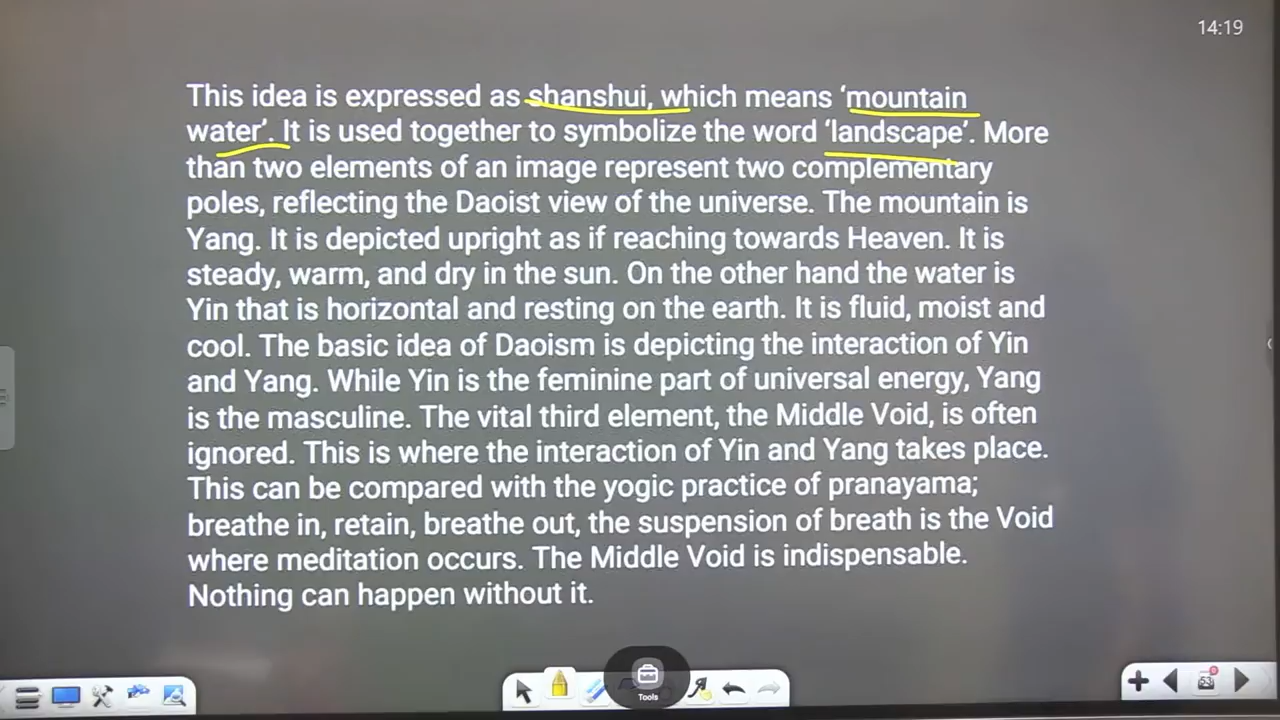 14:19
This idea is expressed as shanshui, which means ‘mountain
water’. It is used together to symbolize the word ‘landscape’. More
than two elements of an image represent two complementary
poles, reflecting the Daoist view of the universe. The mountain is
Yang. It is depicted upright as if reaching towards Heaven. It is
steady, warm, and dry in the sun. On the other hand the water is
Yin that is horizontal and resting on the earth. It is fluid, moist and
cool. The basic idea of Daoism is depicting the interaction of Yin
and Yang. While Yin is the feminine part of universal energy, Yang
is the masculine. The vital third element, the Middle Void, is often
ignored. This is where the interaction of Yin and Yang takes place.
This can be compared with the yogic practice of pranayama;
breathe in, retain, breathe out, the suspension of breath is the Void
where meditation occurs. The Middle Void is indispensable.
Nothing can happen without it.
Tools